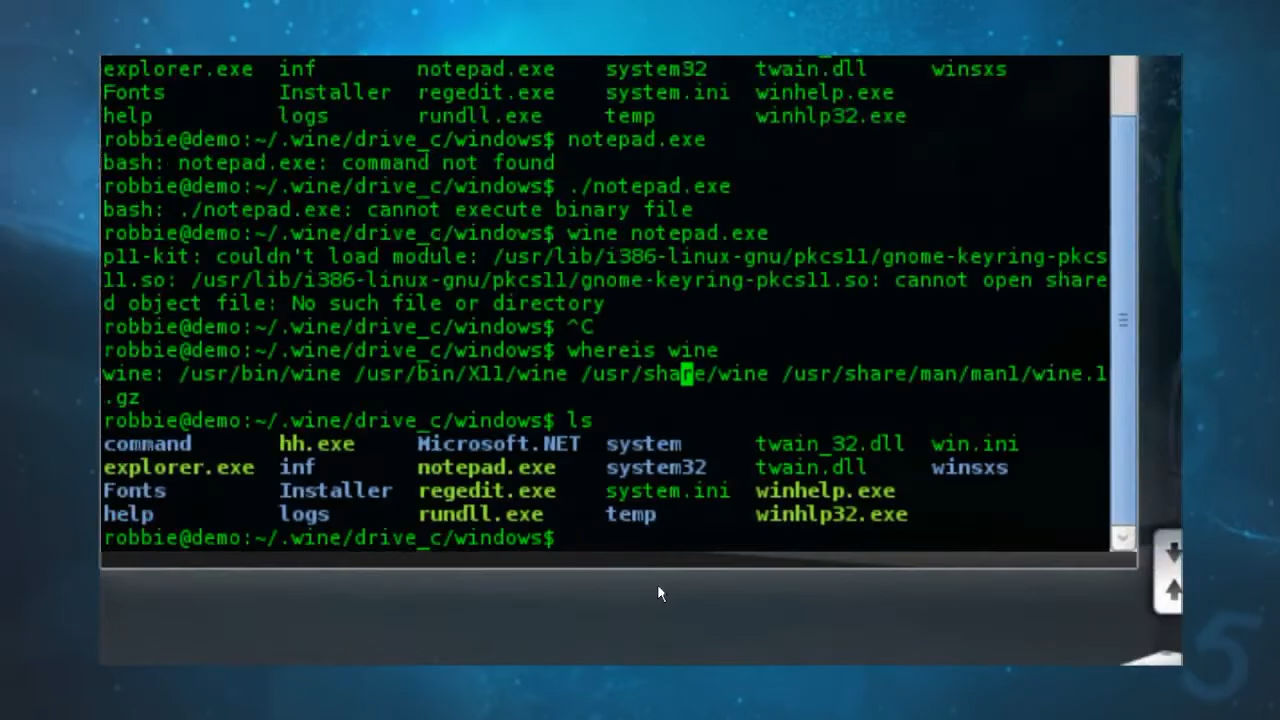 explorer.exe inf notepad.exe system32 twain.dll winsxs
Fonts Installer regedit.exe system.ini winhelp.exe
help logs rundll.exe temp winhlp32.exe
robbie@demo:~/.wine/drive_c/windows$ notepad.exe
bash: notepad.exe: command not found
robbie@demo:~/.wine/drive_c/windows$ ./notepad.exe
bash: ./notepad.exe: cannot execute binary file
robbie@demo:~/.wine/drive_c/windows$ wine notepad.exe
p11-kit: couldn't load module: /usr/lib/i386-linux-gnu/pkcs11/gnome-keyring-pkcs
11.so: /usr/lib/i386-linux-gnu/pkcs11/gnome-keyring-pkcs11.so: cannot open share
d object file: No such file or directory
robbie@demo:~/.wine/drive_c/windows$ ^C
robbie@demo:~/.wine/drive_c/windows$ whereis wine
wine: /usr/bin/wine /usr/bin/X11/wine /usr/share/wine /usr/share/man/man1/wine.1
.gz
robbie@demo:~/.wine/drive_c/windows$ ls
command hh.exe Microsoft.NET system twain_32.dll win.ini
explorer.exe inf notepad.exe system32 twain.dll winsxs
Fonts Installer regedit.exe system.ini winhelp.exe
help logs rundll.exe temp winhlp32.exe
robbie@demo:~/.wine/drive_c/windows$
5